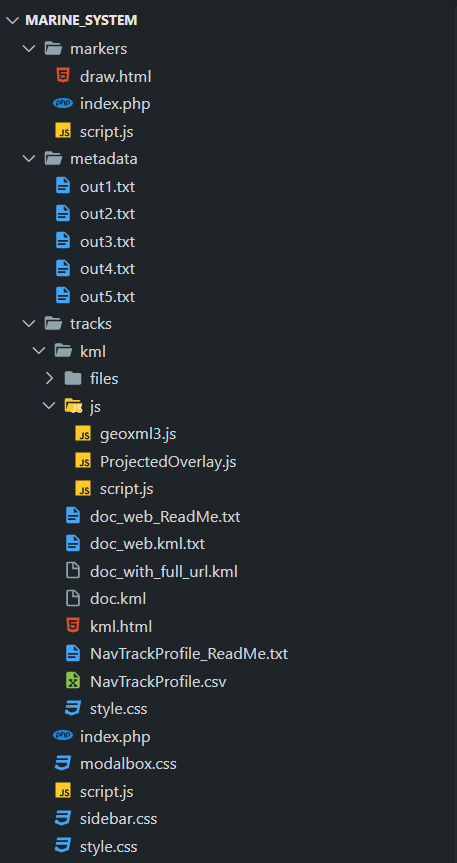 MARINE_SYSTEM
markers
draw.html
index.php
script.js
metadata
out1.txt
out2.txt
out3.txt
out4.txt
out5.txt
tracks
kml
files
js
geoxml3.js
ProjectedOverlay.js
script.js
doc_web_ReadMe.txt
doc_web.kml.txt
doc_with_full_url.kml
doc.kml
kml.html
NavTrackProfile_ReadMe.txt
NavTrackProfile.csv
style.css
index.php
modalbox.css
script.js
sidebar.css
style.css